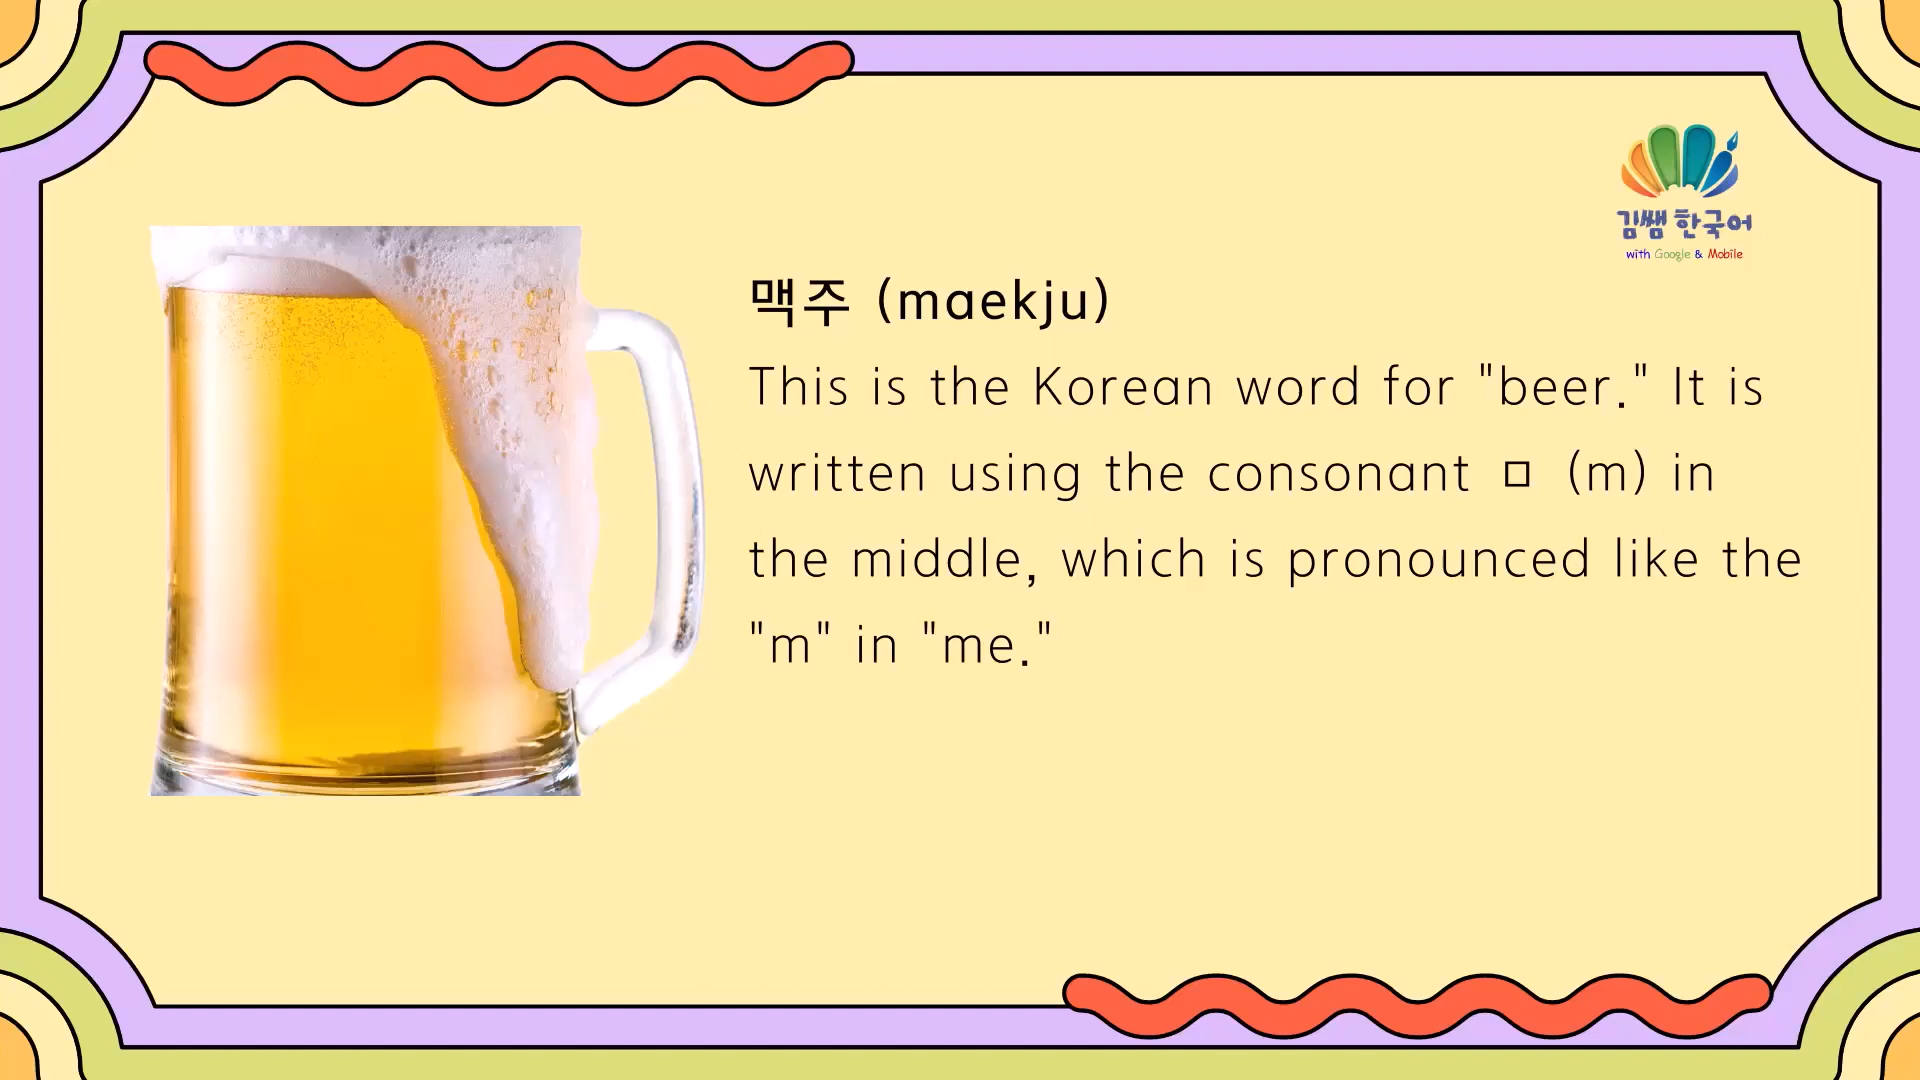 김쌤 한국어
with Google & Mobile
맥주 (maekju)
This is the Korean word for "beer." It is
written using the consonant ㅁ (m) in
the middle, which is pronounced like the
"m" in "me."